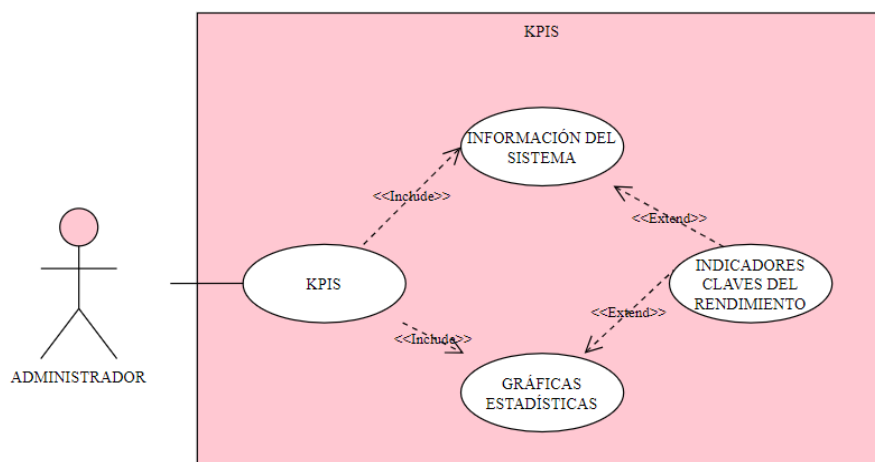 KPIS
INFORMACIÓN DEL
SISTEMA
<<Include>>
<<Extend>>
KPIS
INDICADORES
CLAVES DEL
RENDIMIENTO
<<Extend>>
<<Include>>
ADMINISTRADOR
GRÁFICAS
ESTADÍSTICAS